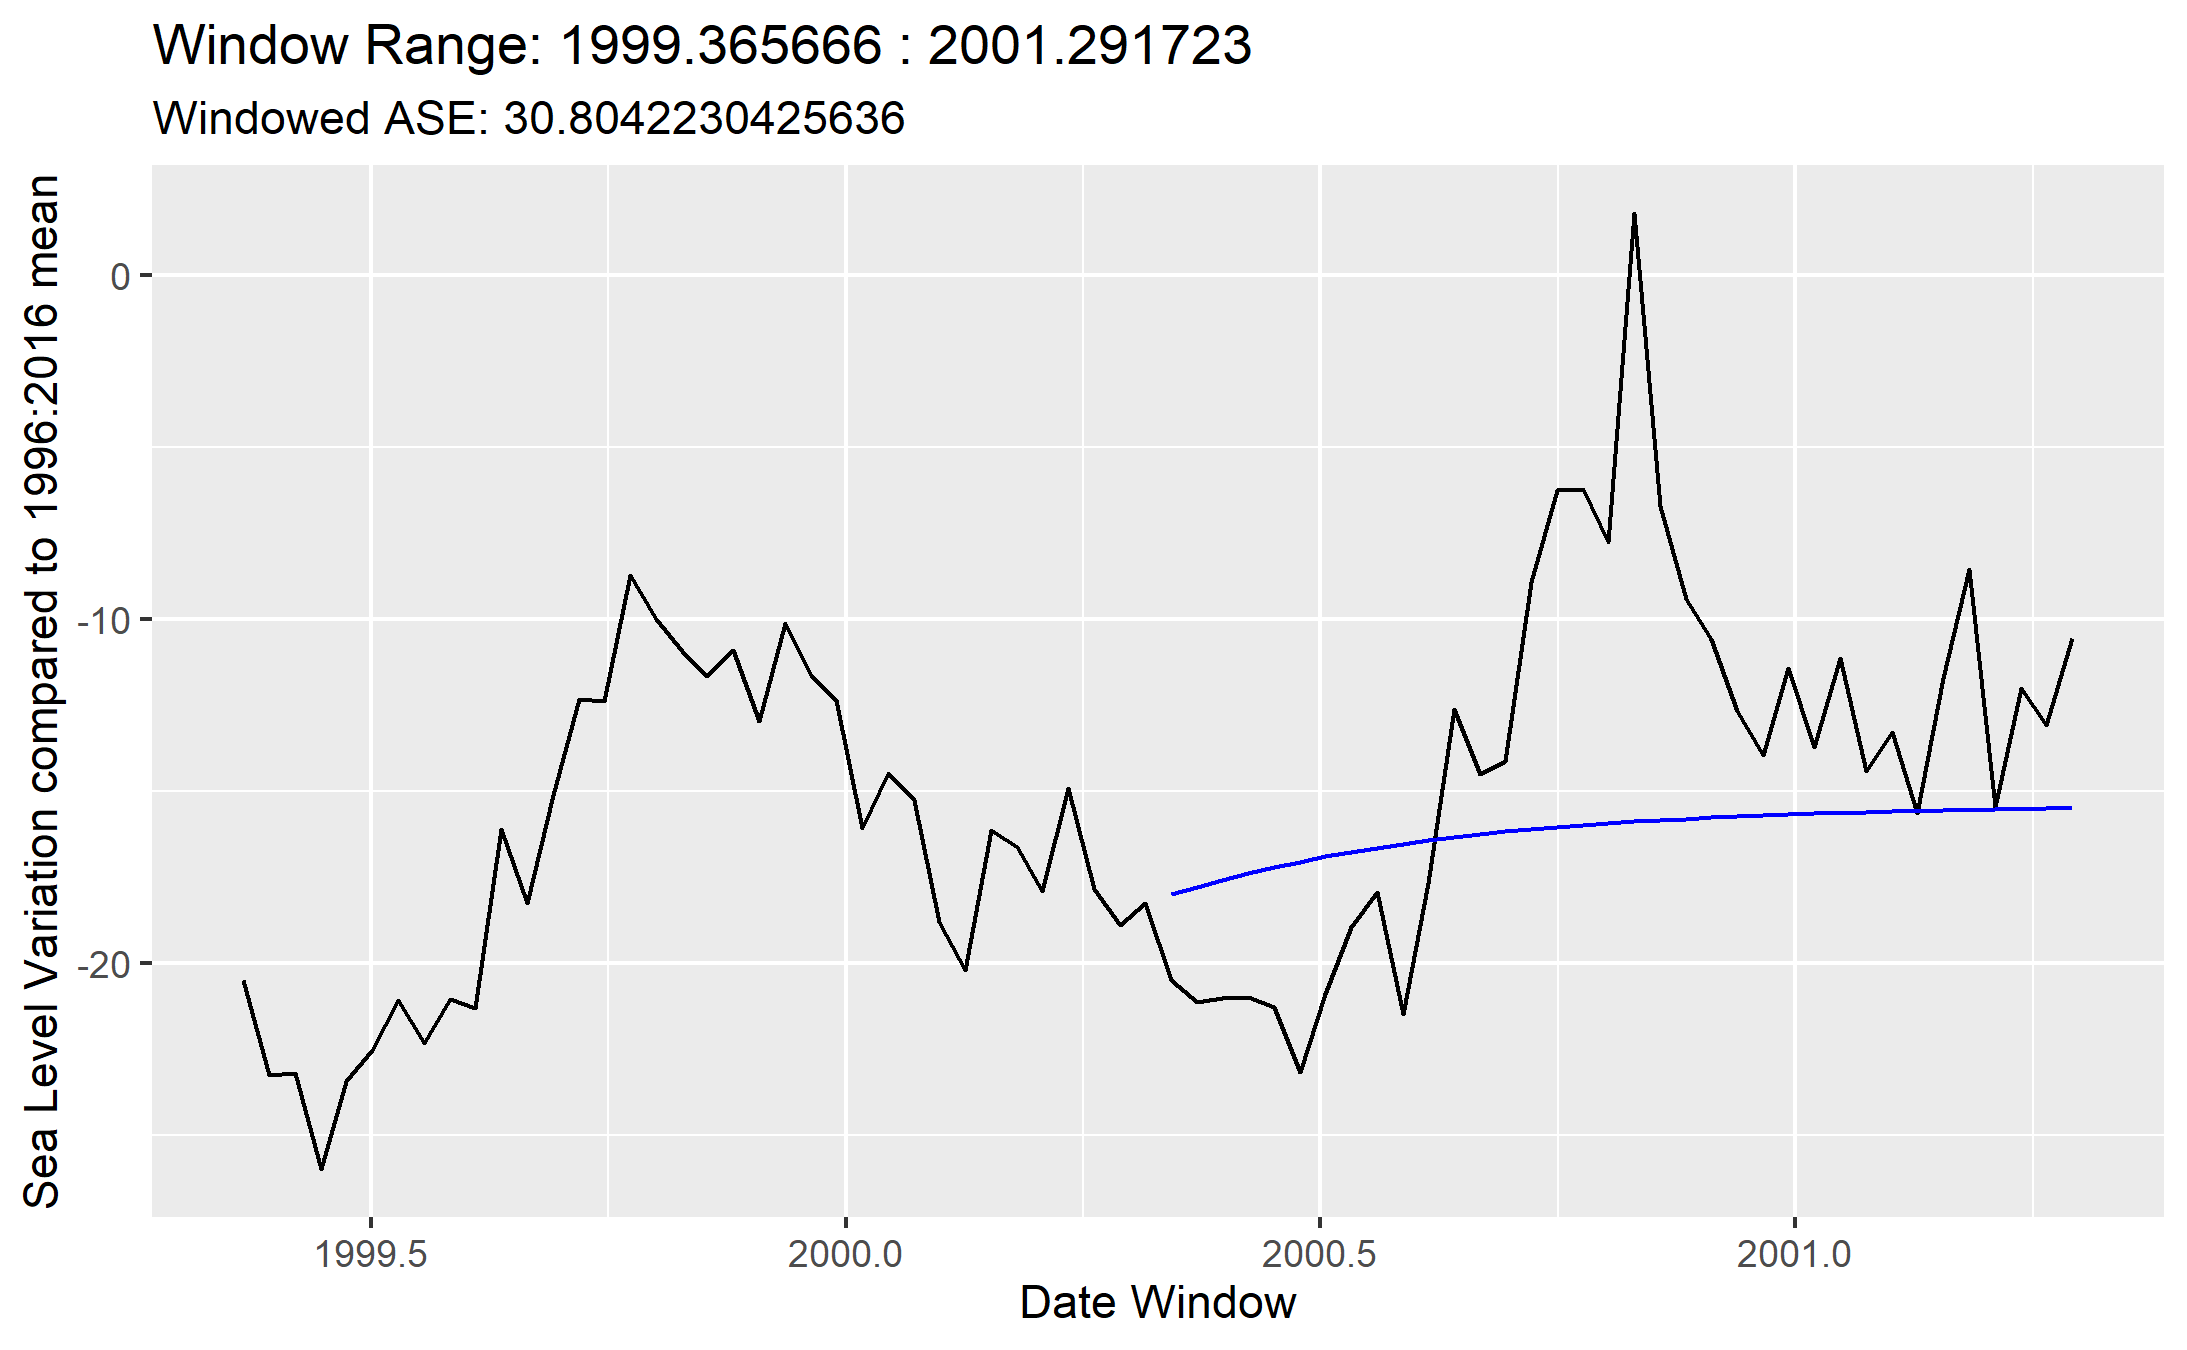 Window Range: 1999.365666 : 2001.291723
Windowed ASE: 30.8042230425636
Sea Level Variation compared to 1996:2016 mean
0
-10
-20
1999.5
2000.0
2000.5
2001.0
Date Window